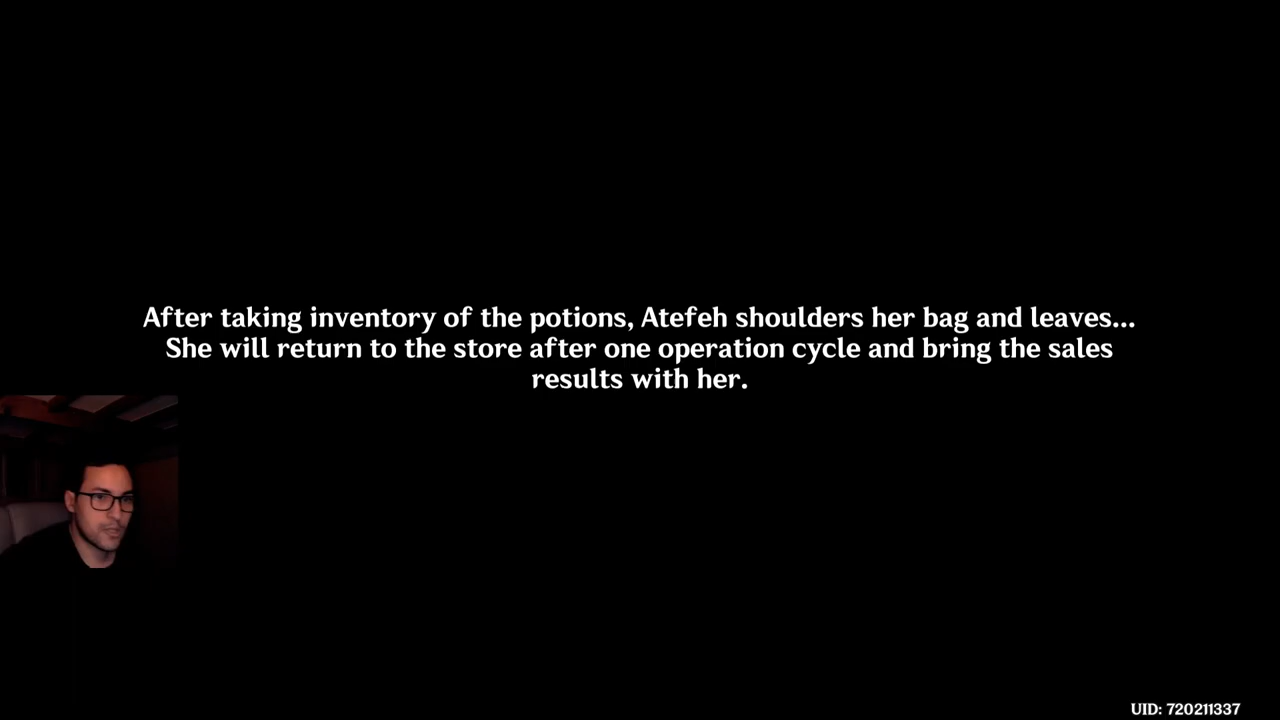 After taking inventory of the potions, Atefeh shoulders her bag and leaves...
She will return to the store after one operation cycle and bring the sales
results with her.
UID: 720211337